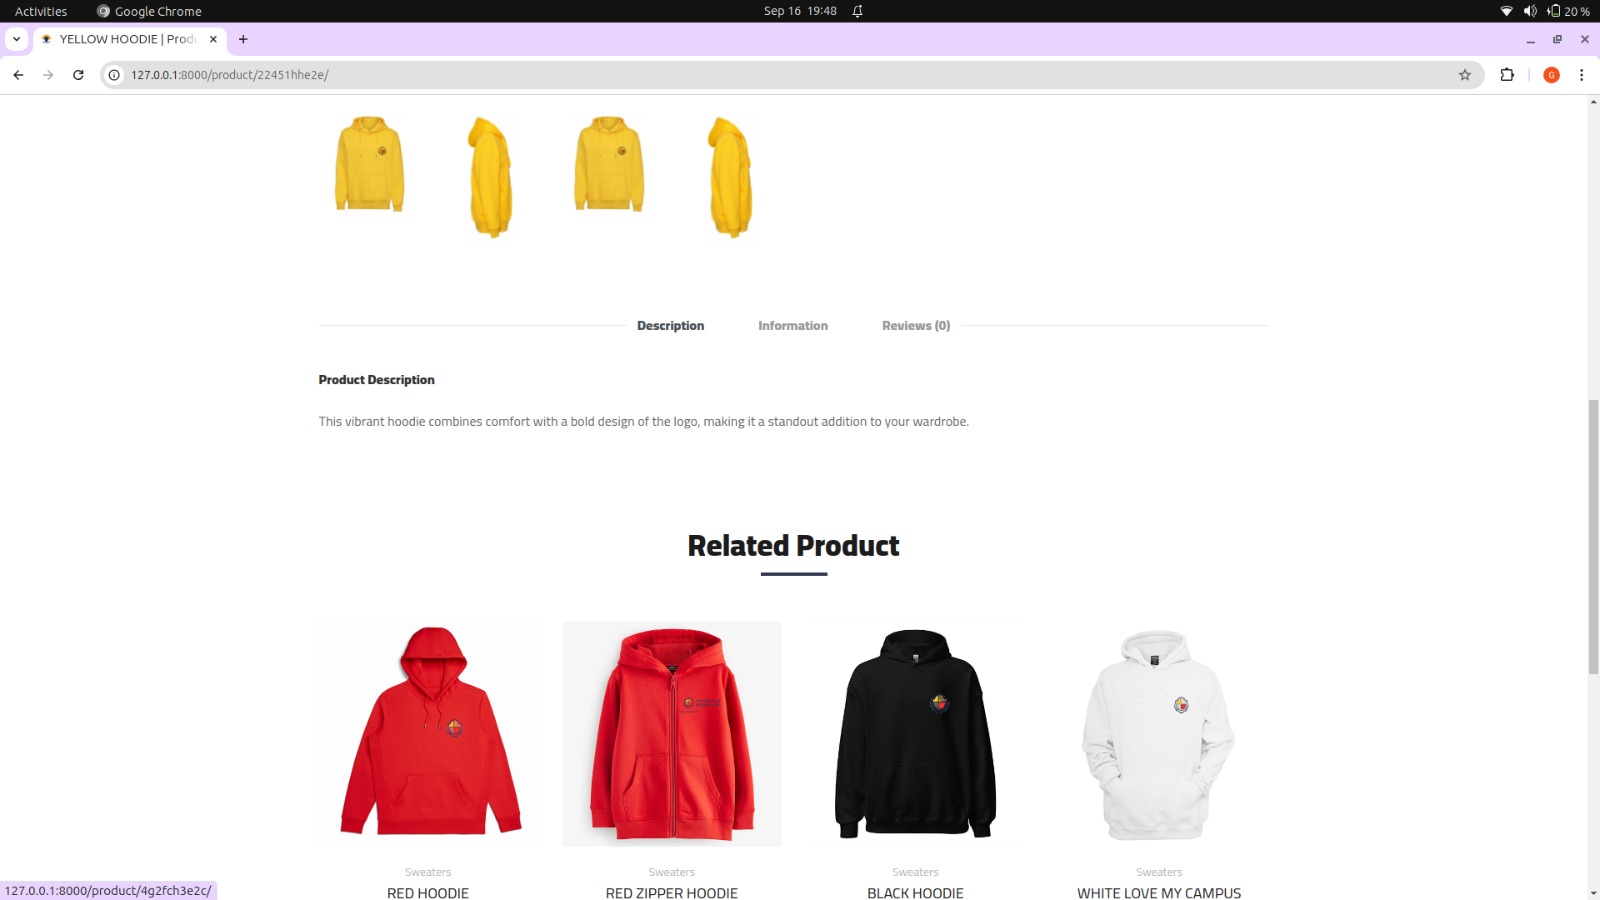 Activities
Google Chrome
Sep 16 19:48
20 %
YELLOW HOODIE | Produ
127.0.0.1:8000/product/22451hhe2e/
G
Description
Information
Reviews (0)
Product Description
This vibrant hoodie combines comfort with a bold design of the logo, making it a standout addition to your wardrobe.
Related Product
Sweaters
Sweaters
Sweaters
Sweaters
RED HOODIE
RED ZIPPER HOODIE
BLACK HOODIE
WHITE LOVE MY CAMPUS
127.0.0.1:8000/product/4g2fch3e2c/